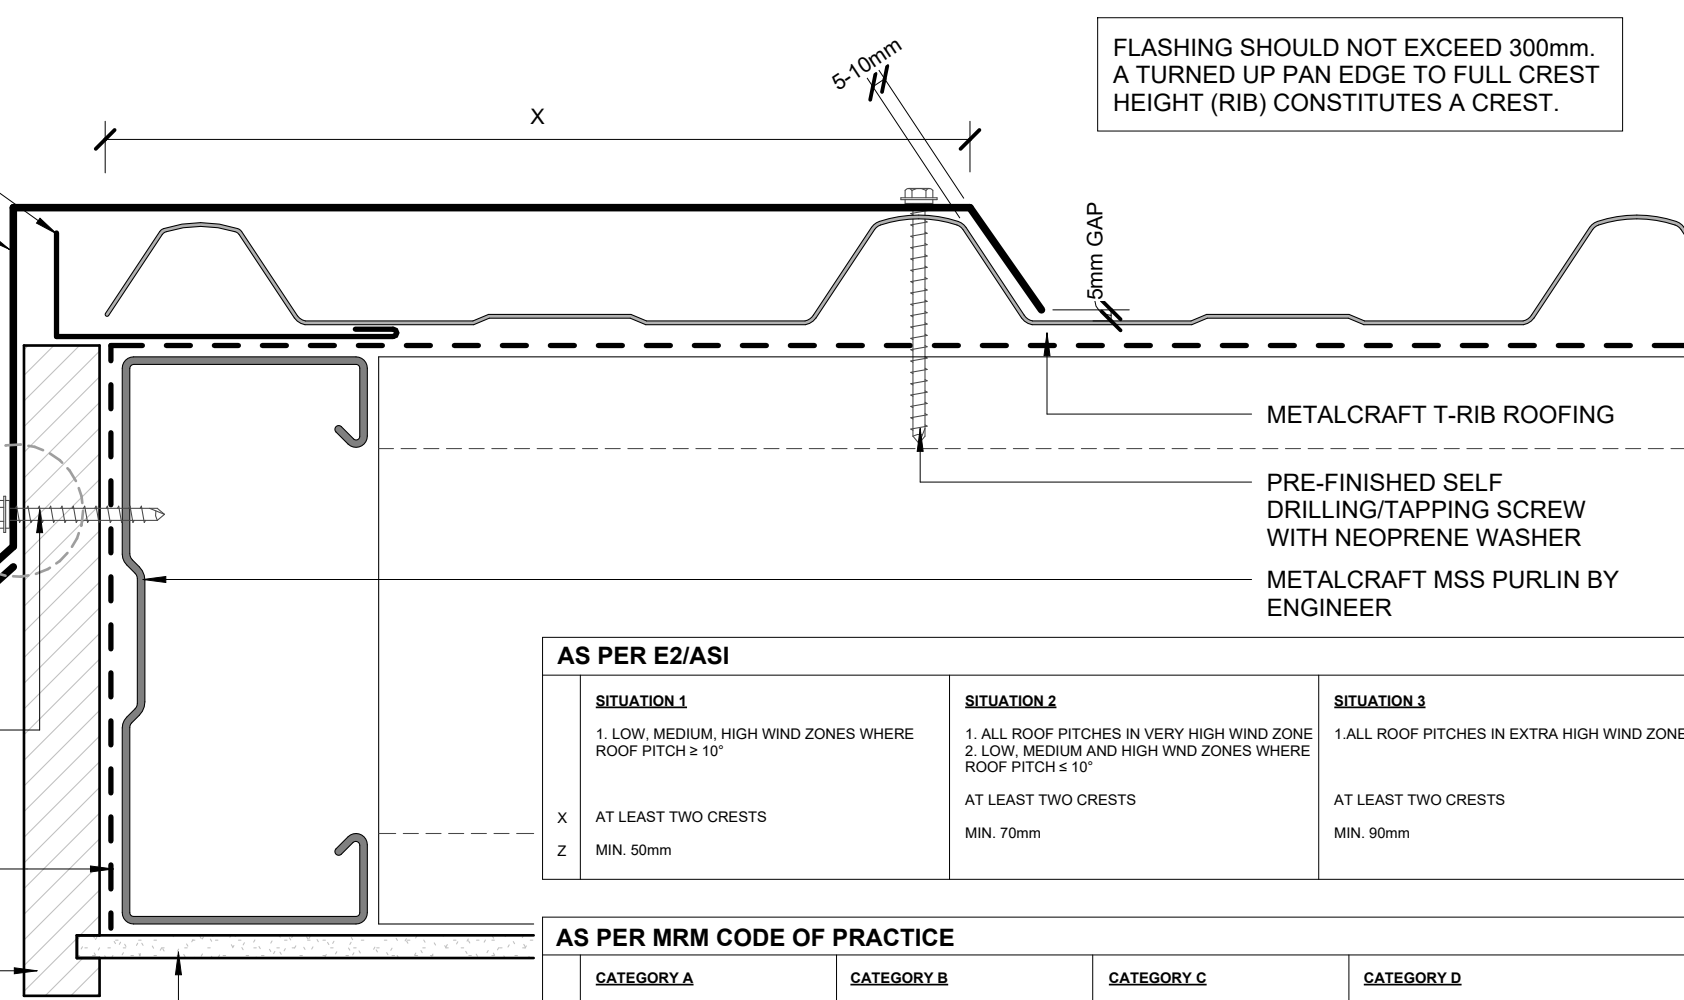 FLASHING SHOULD NOT EXCEED 300mm.
A TURNED UP PAN EDGE TO FULL CREST
HEIGHT (RIB) CONSTITUTES A CREST.
5-10mm
X
5mm GAP
METALCRAFT T-RIB ROOFING
PRE-FINISHED SELF
DRILLING/TAPPING SCREW
WITH NEOPRENE WASHER
METALCRAFT MSS PURLIN BY
ENGINEER
AS PER E2/ASI
SITUATION 1
1. LOW, MEDIUM, HIGH WIND ZONES WHERE
ROOF PITCH ≥ 10°
X AT LEAST TWO CRESTS
Z MIN. 50mm
SITUATION 2
1. ALL ROOF PITCHES IN VERY HIGH WIND ZONE
2. LOW, MEDIUM AND HIGH WND ZONES WHERE
ROOF PITCH ≤ 10°
AT LEAST TWO CRESTS
MIN. 70mm
SITUATION 3
1.ALL ROOF PITCHES IN EXTRA HIGH WIND ZONE
AT LEAST TWO CRESTS
MIN. 90mm
AS PER MRM CODE OF PRACTICE
CATEGORY A
CATEGORY B
CATEGORY C
CATEGORY D